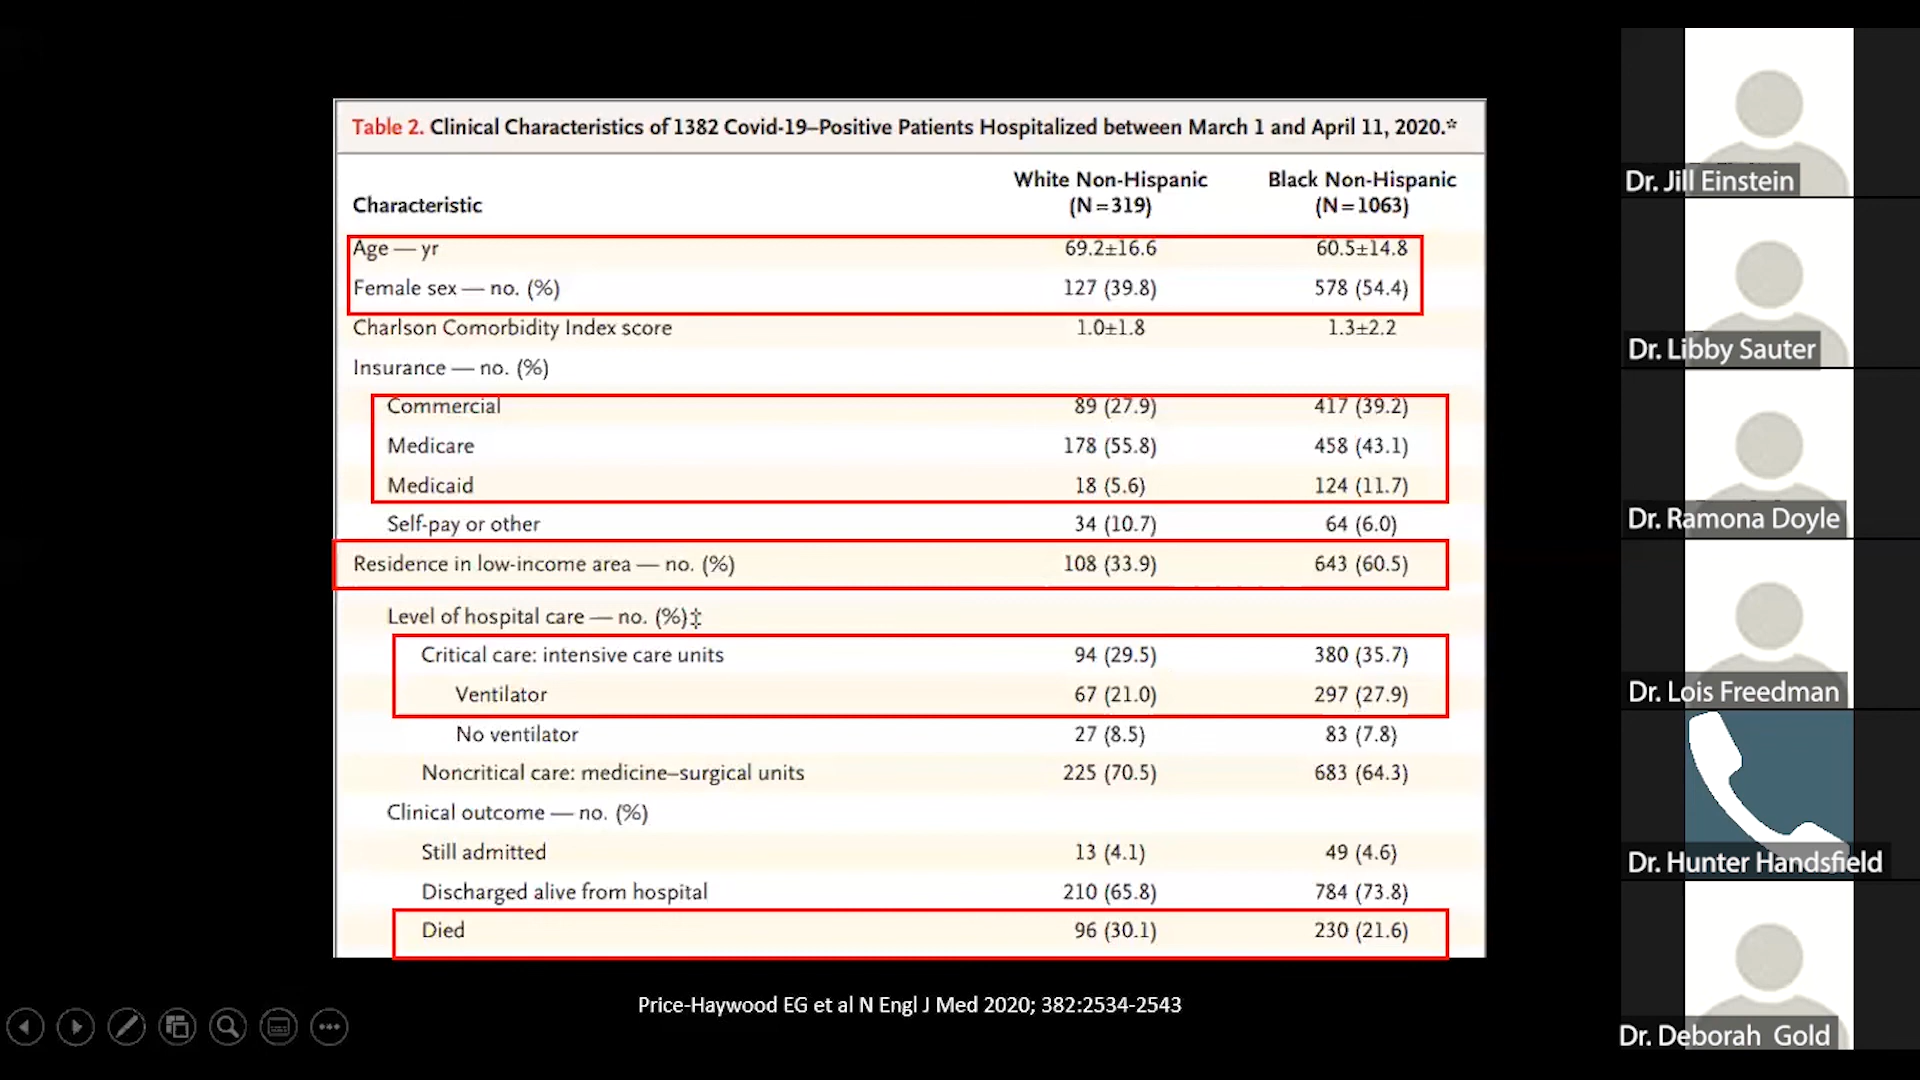 Table 2. Clinical Characteristics of 1382 Covid-19–Positive Patients Hospitalized between March 1 and April 11, 2020.*
Characteristic White Non-Hispanic (N=319) Black Non-Hispanic (N=1063)
Age — yr 69.2±16.6 60.5±14.8
Female sex — no. (%) 127 (39.8) 578 (54.4)
Charlson Comorbidity Index score 1.0±1.8 1.3±2.2
Insurance — no. (%)
Commercial 89 (27.9) 417 (39.2)
Medicare 178 (55.8) 458 (43.1)
Medicaid 18 (5.6) 124 (11.7)
Self-pay or other 34 (10.7) 64 (6.0)
Residence in low-income area — no. (%) 108 (33.9) 643 (60.5)
Level of hospital care — no. (%)‡
Critical care: intensive care units 94 (29.5) 380 (35.7)
Ventilator 67 (21.0) 297 (27.9)
No ventilator 27 (8.5) 83 (7.8)
Noncritical care: medicine–surgical units 225 (70.5) 683 (64.3)
Clinical outcome — no. (%)
Still admitted 13 (4.1) 49 (4.6)
Discharged alive from hospital 210 (65.8) 784 (73.8)
Died 96 (30.1) 230 (21.6)
Price-Haywood EG et al N Engl J Med 2020; 382:2534-2543
Dr. Jill Einstein
Dr. Libby Sauter
Dr. Ramona Doyle
Dr. Lois Freedman
Dr. Hunter Handsfield
Dr. Deborah Gold